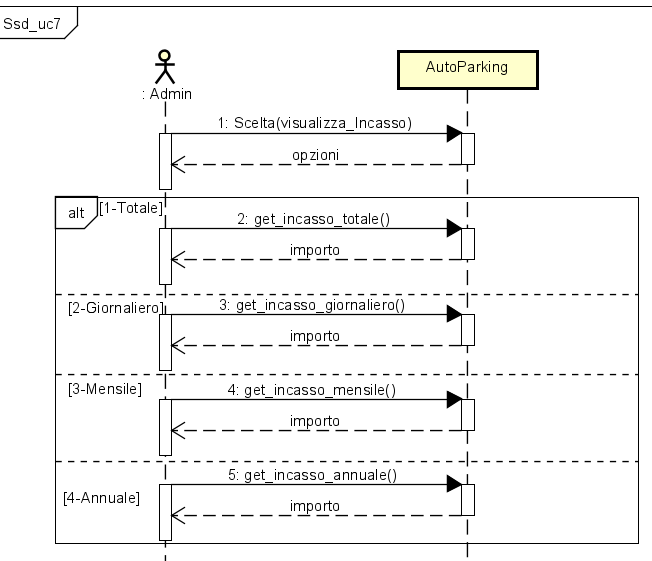 Ssd_uc7
: Admin
AutoParking
1: Scelta(visualizza_Incasso)
opzioni
alt
[1-Totale]
2: get_incasso_totale()
importo
[2-Giornaliero]
3: get_incasso_giornaliero()
importo
[3-Mensile]
4: get_incasso_mensile()
importo
[4-Annuale]
5: get_incasso_annuale()
importo